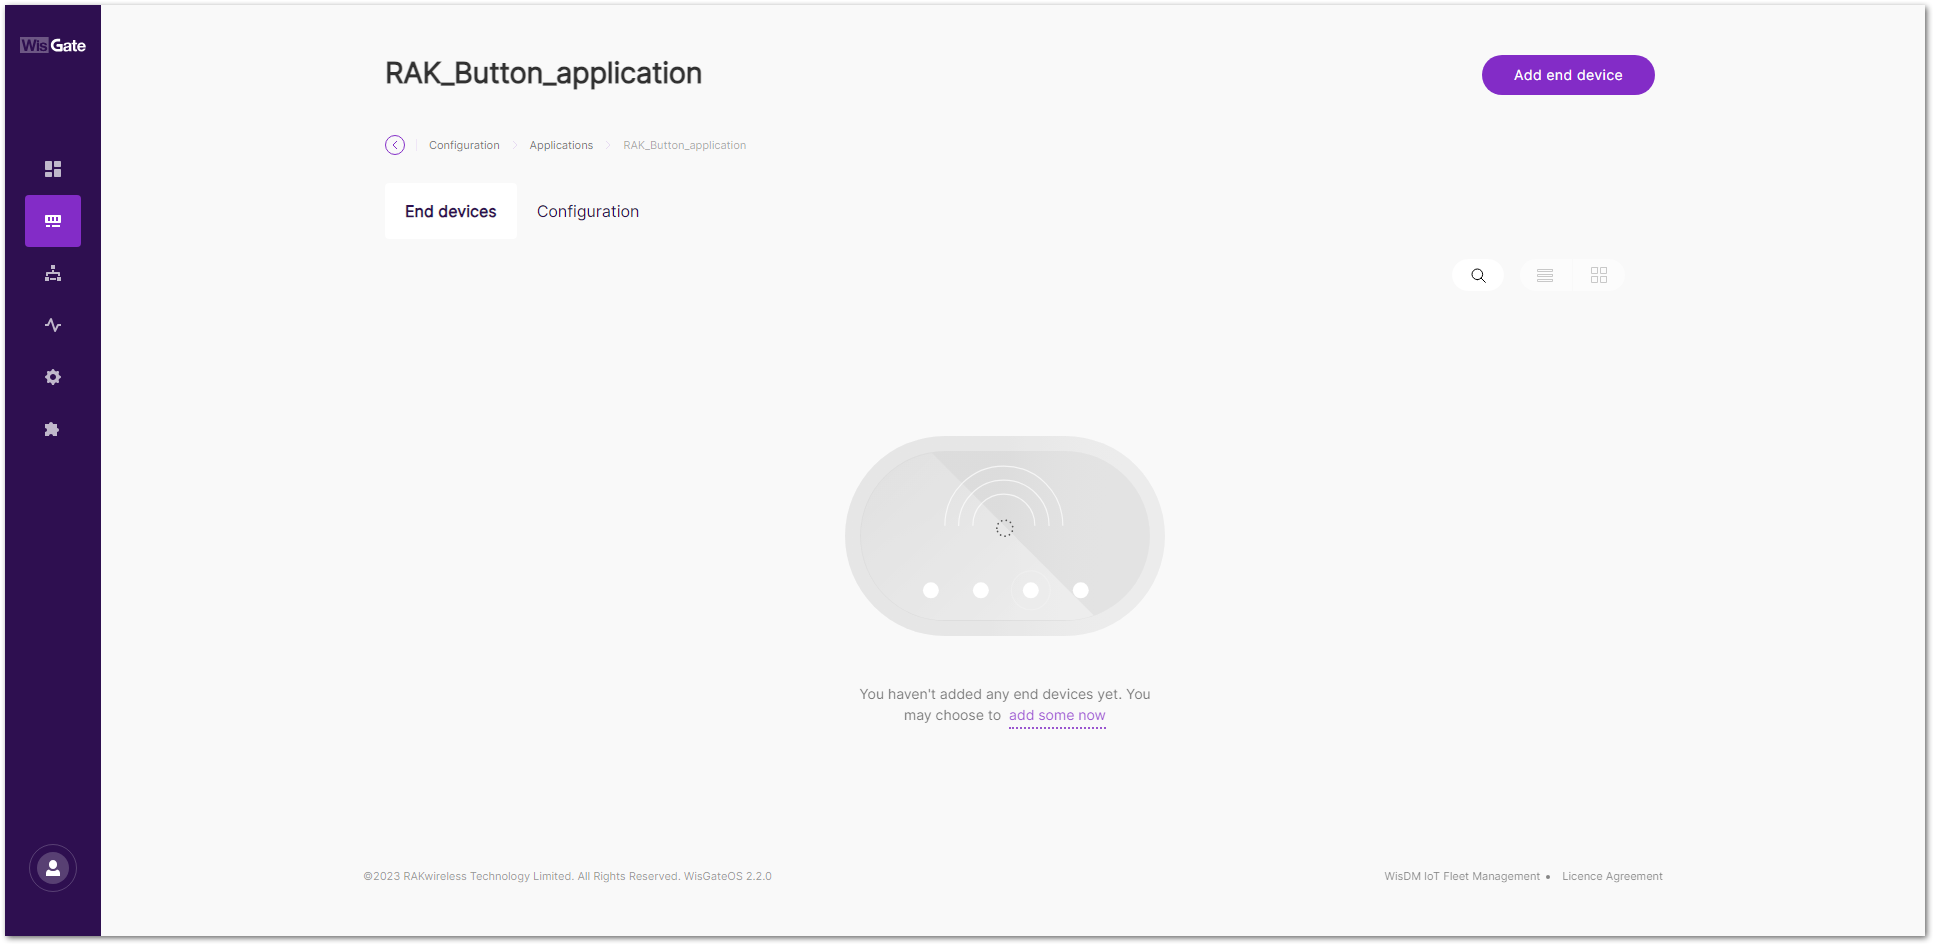 WisGate
RAK_Button_application
Add end device
Configuration
Applications
RAK_Button_application
End devices
Configuration
You haven't added any end devices yet. You
may choose to add some now
©2023 RAKwireless Technology Limited. All Rights Reserved. WisGateOS 2.2.0
WisDM IoT Fleet Management • Licence Agreement